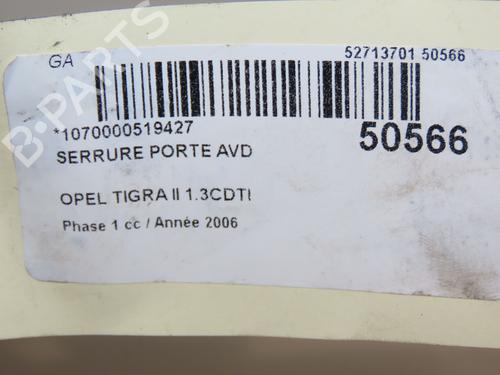 GA
52713701 50566
*1070000519427
50566
SERRURE PORTE AVD
OPEL TIGRA II 1.3CDTI
Phase 1 cc / Année 2006
B-PARTS